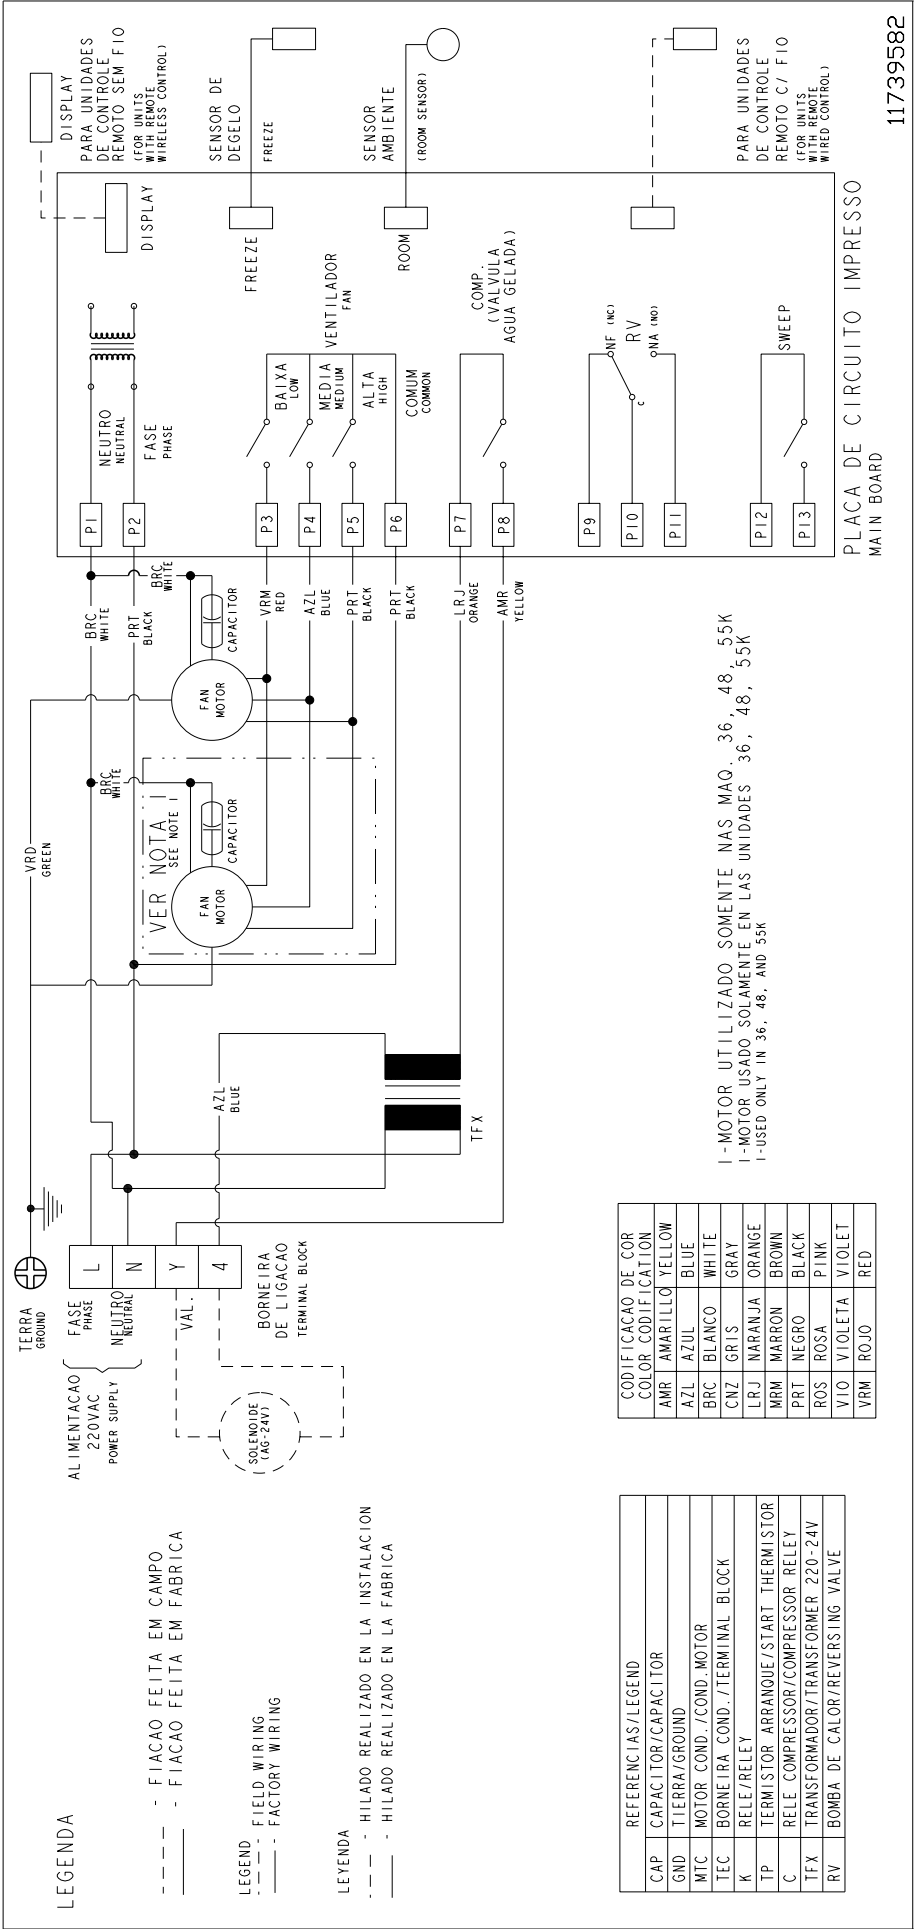 LEGENDA
- FIACAO FEITA EM CAMPO
- FIACAO FEITA EM FABRICA
LEGEND
- FIELD WIRING
- FACTORY WIRING
LEYENDA
- HILADO REALIZADO EN LA INSTALACION
- HILADO REALIZADO EN LA FABRICA
REFERENCIAS/LEGEND
CAP CAPACITOR/CAPACITOR
GND TIERRA/GROUND
MTC MOTOR COND./COND.MOTOR
TEC BORNEIRA COND./TERMINAL BLOCK
K RELE/RELEY
TP TERMISTOR ARRANQUE/START THERMISTOR
C RELE COMPRESSOR/COMPRESSOR RELEY
TFX TRANSFORMADOR/TRANSFORMER 220-24V
RV BOMBA DE CALOR/REVERSING VALVE
CODIFICACAO DE COR
COLOR CODIFICATION
AMR AMARILLO YELLOW
AZL AZUL BLUE
BRC BLANCO WHITE
CNZ GRIS GRAY
LRJ NARANJA ORANGE
MRM MARRON BROWN
PRT NEGRO BLACK
ROS ROSA PINK
VIO VIOLETA VIOLET
VRM ROJO RED
TERRA
GROUND
ALIMENTACAO
220VAC
POWER SUPPLY
FASE
PHASE
NEUTRO
NEUTRAL
VAL.
L
N
Y
4
BORNEIRA
DE LIGACAO
TERMINAL BLOCK
SOLENOIDE
(AG-24V)
AZL
BLUE
TFX
VRD
GREEN
VER NOTA 1
SEE NOTE 1
FAN
MOTOR
CAPACITOR
BRC
WHITE
FAN
MOTOR
CAPACITOR
BRC
WHITE
BRC
WHITE
PRT
BLACK
VRM
RED
AZL
BLUE
PRT
BLACK
PRT
BLACK
LRJ
ORANGE
AMR
YELLOW
1-MOTOR UTILIZADO SOMENTE NAS MAQ. 36, 48, 55K
1-MOTOR USADO SOLAMENTE EN LAS UNIDADES 36, 48, 55K
1-USED ONLY IN 36, 48, AND 55K
P1
P2
P3
P4
P5
P6
P7
P8
P9
P10
P11
P12
P13
NEUTRO
NEUTRAL
FASE
PHASE
BAIXA
LOW
MEDIA
MEDIUM
ALTA
HIGH
COMUM
COMMON
VENTILADOR
FAN
COMP.
(VALVULA
AGUA GELADA)
NF (NC)
RV
NA (NO)
C
SWEEP
DISPLAY
FREEZE
ROOM
PLACA DE CIRCUITO IMPRESSO
MAIN BOARD
DISPLAY
PARA UNIDADES
DE CONTROLE
REMOTO SEM FIO
(FOR UNITS
WITH REMOTE
WIRELESS CONTROL)
SENSOR DE
DEGELO
FREEZE
SENSOR
AMBIENTE
(ROOM SENSOR)
PARA UNIDADES
DE CONTROLE
REMOTO C/ FIO
(FOR UNITS
WITH REMOTE
WIRED CONTROL)
11739582